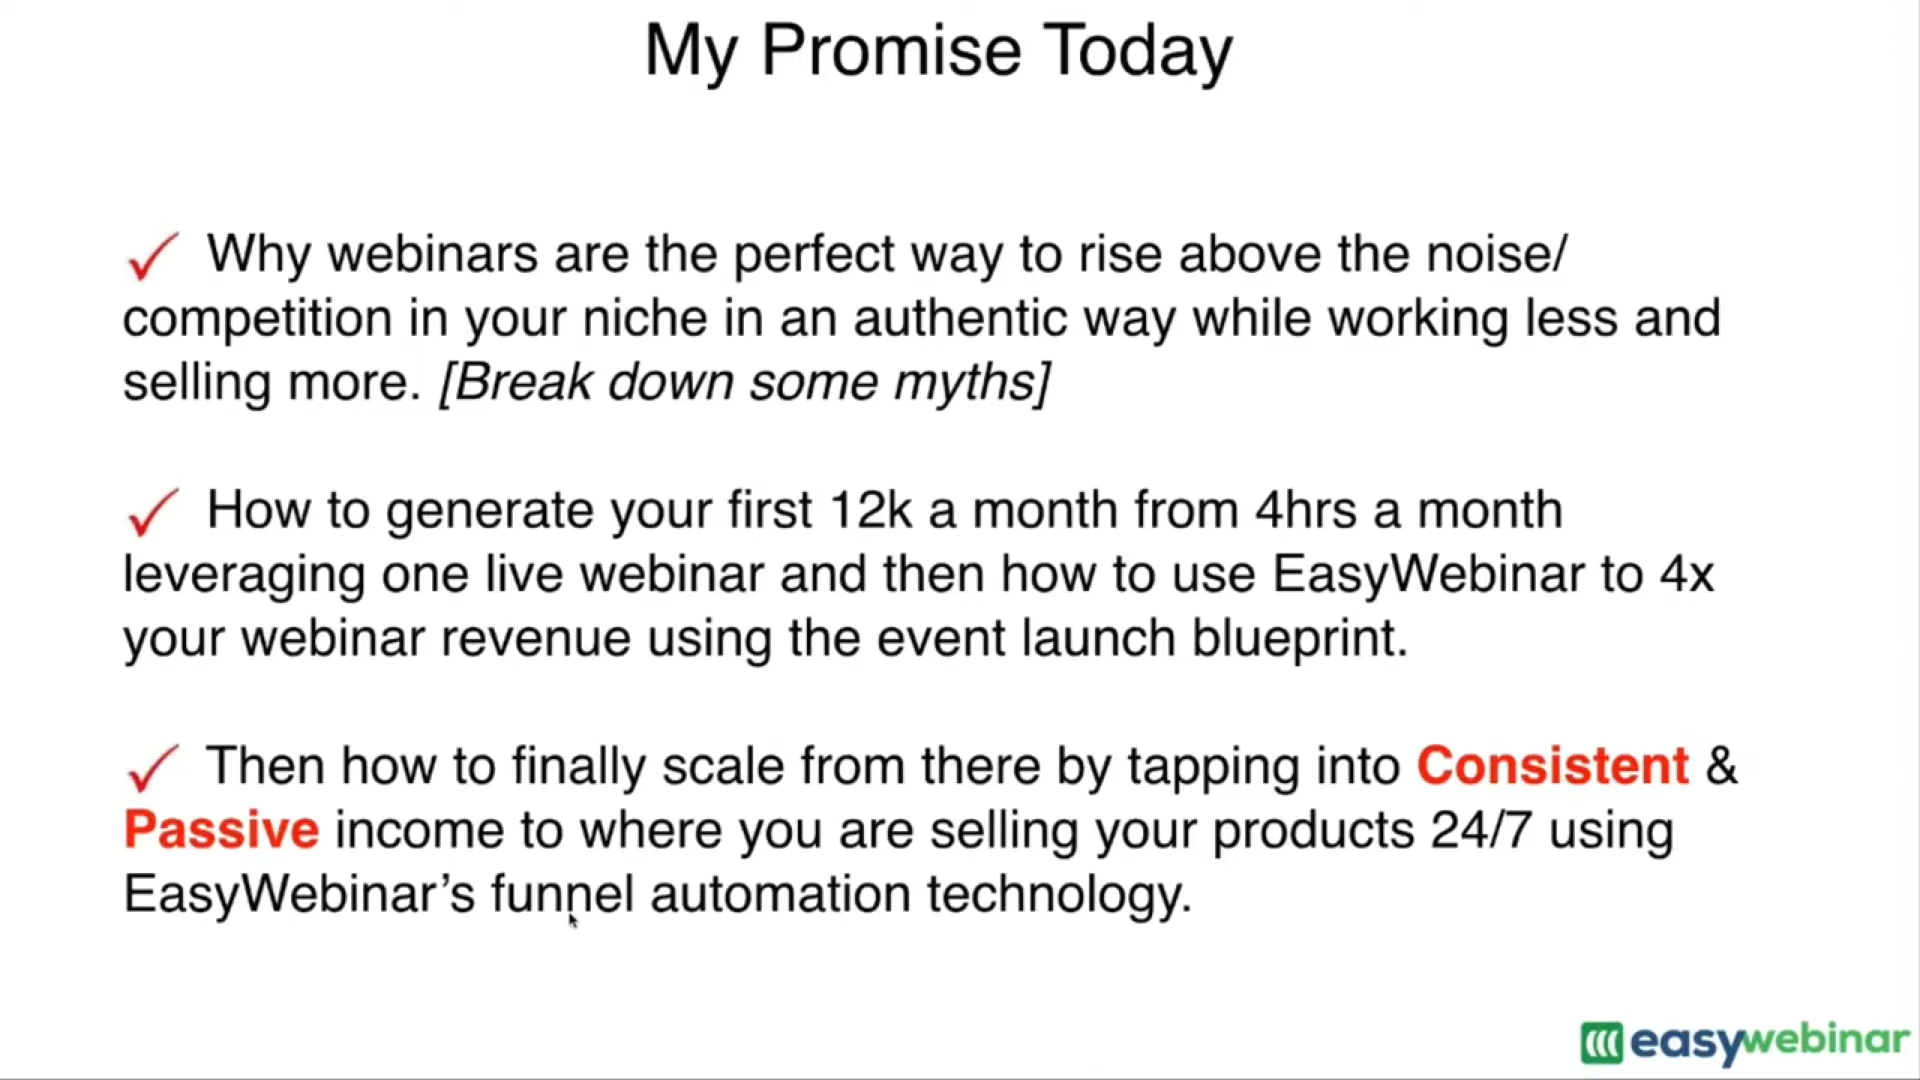 My Promise Today
Why webinars are the perfect way to rise above the noise/
competition in your niche in an authentic way while working less and
selling more. [Break down some myths]
How to generate your first 12k a month from 4hrs a month
leveraging one live webinar and then how to use EasyWebinar to 4x
your webinar revenue using the event launch blueprint.
Then how to finally scale from there by tapping into Consistent &
Passive income to where you are selling your products 24/7 using
EasyWebinar’s funnel automation technology.
easywebinar